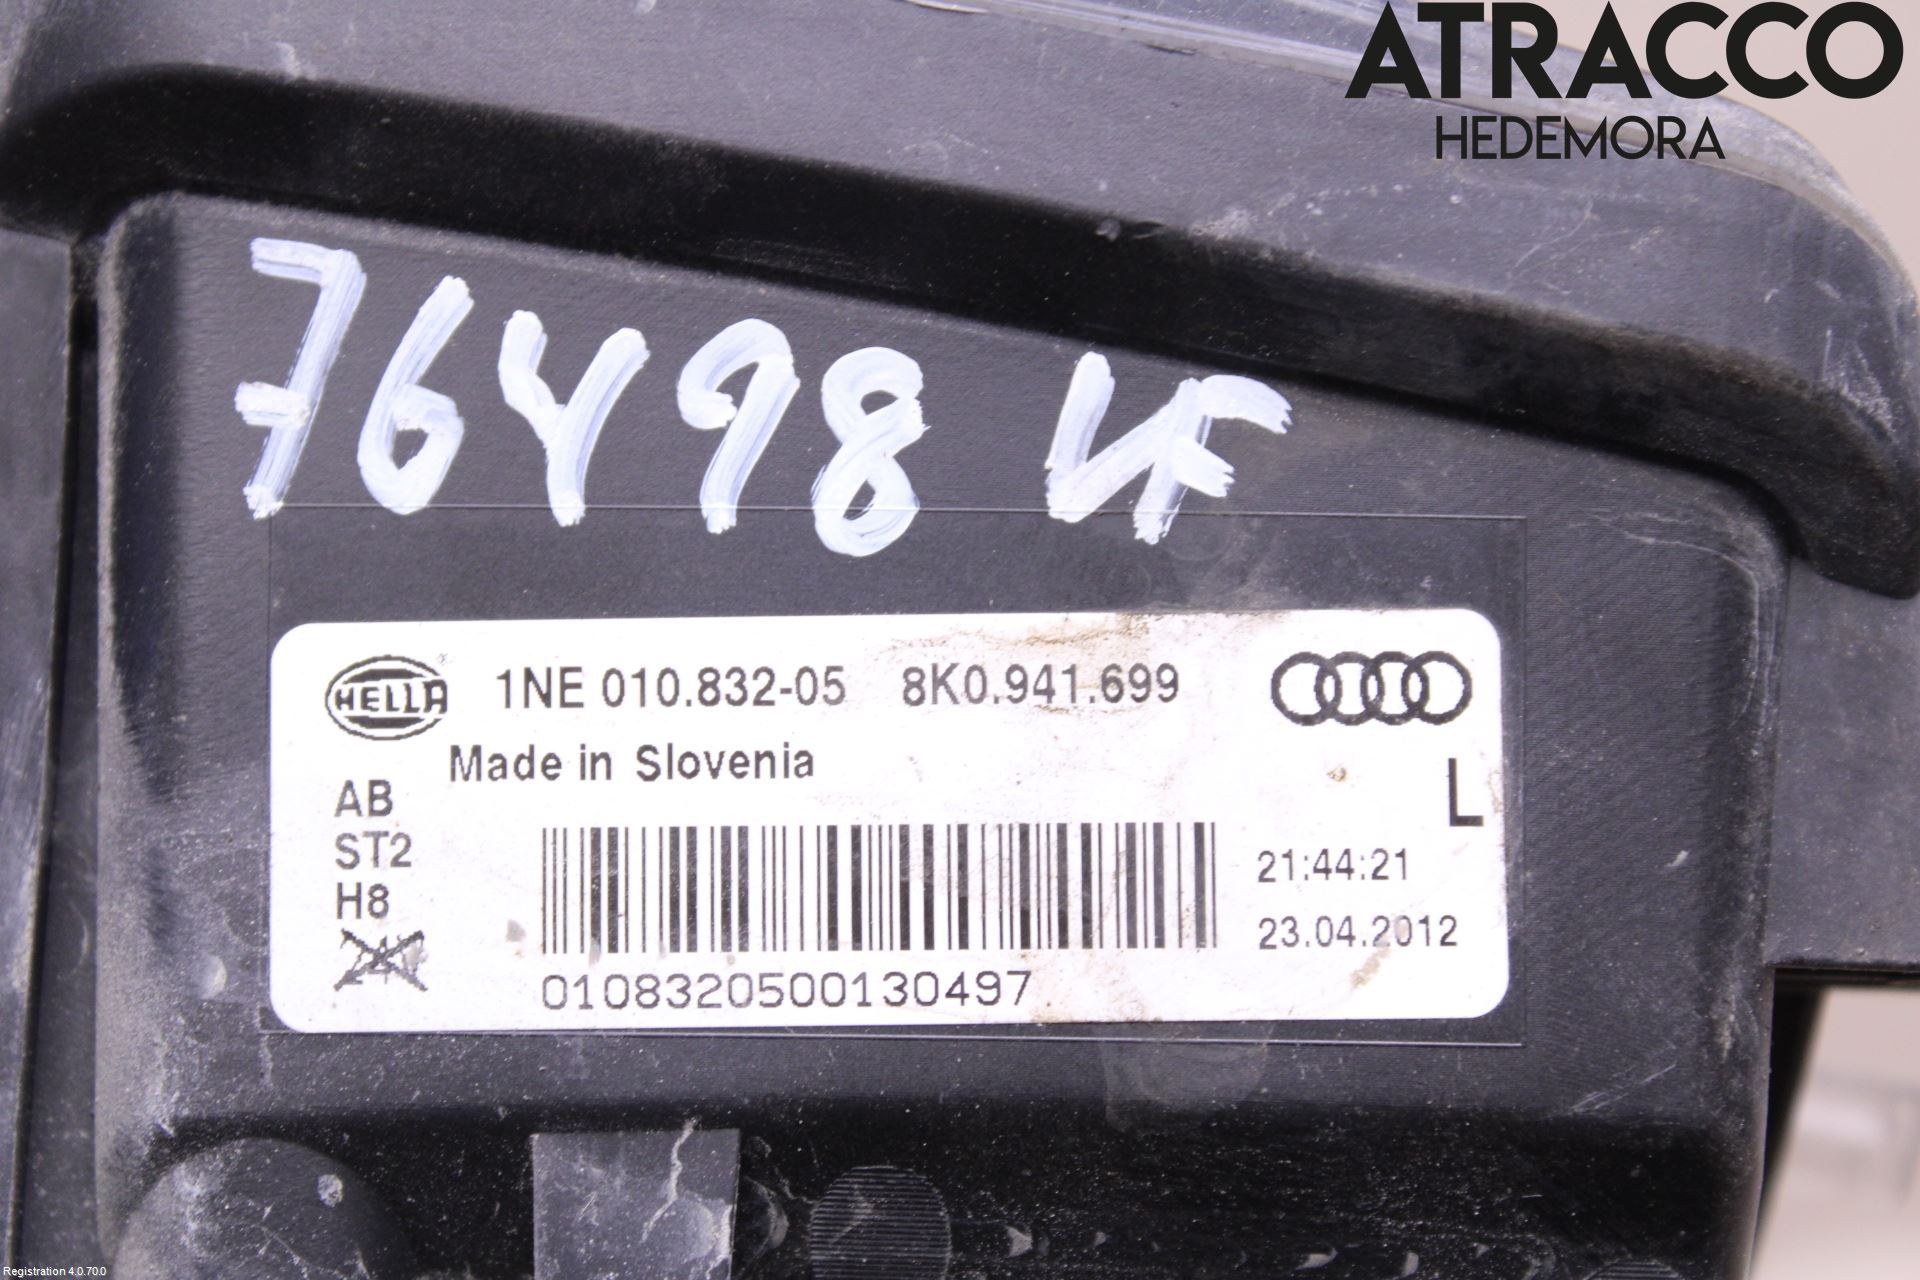 ATRACCO
HEDEMORA
76498 VF
HELLA 1NE 010.832-05 8K0.941.699
Made in Slovenia
L
AB
ST2
H8
21:44:21
23.04.2012
0108320500130497
Registration 4.0.70.0